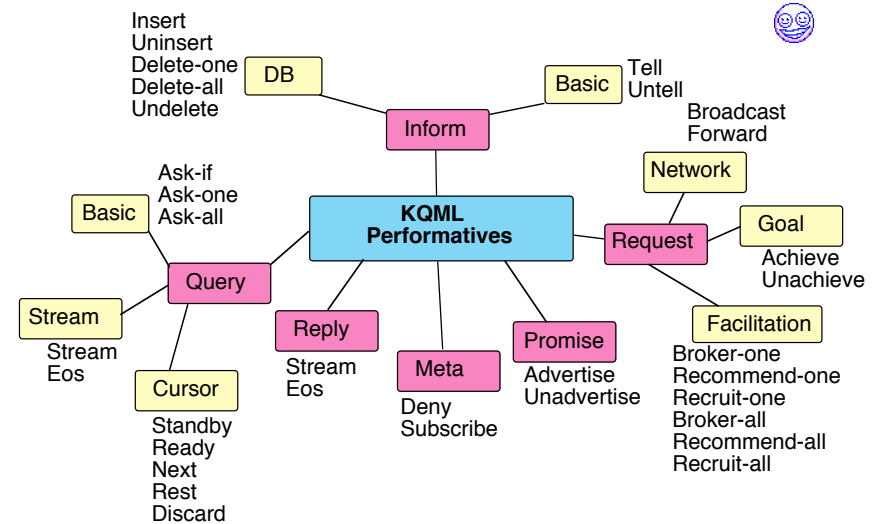 Insert
Uninsert
Delete-one
Delete-all
Undelete
DB
Basic
Tell
Untell
Inform
Broadcast
Forward
Network
Ask-if
Ask-one
Ask-all
Basic
KQML
Performatives
Request
Goal
Achieve
Unachieve
Query
Stream
Stream
Eos
Cursor
Standby
Ready
Next
Rest
Discard
Reply
Stream
Eos
Meta
Deny
Subscribe
Promise
Advertise
Unadvertise
Facilitation
Broker-one
Recommend-one
Recruit-one
Broker-all
Recommend-all
Recruit-all